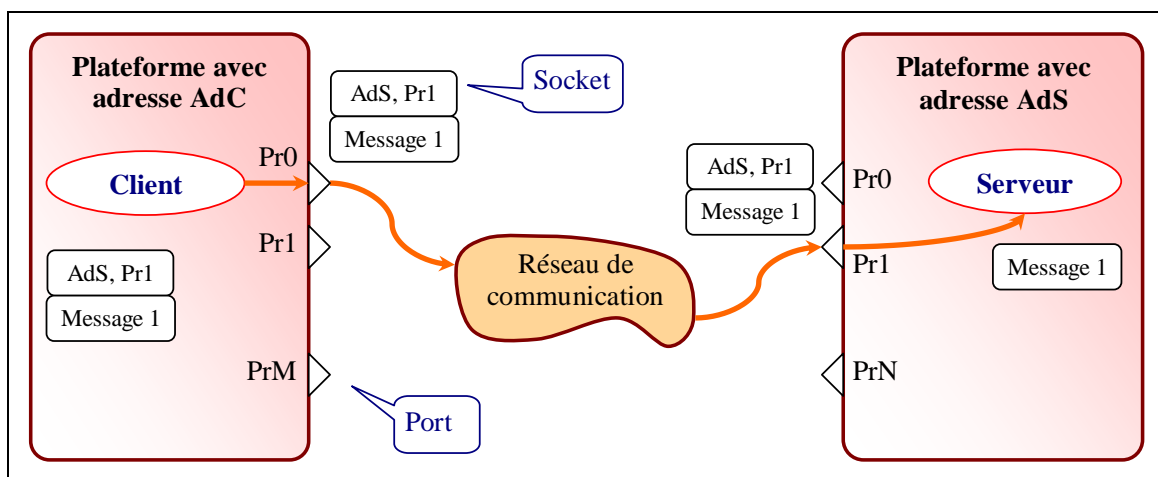 Plateforme avec
adresse AdC
AdS, Pr1
Message 1
Socket
Pr0
Client
Pr1
AdS, Pr1
Message 1
PrM
Port
Réseau de
communication
AdS, Pr1
Message 1
Plateforme avec
adresse AdS
Pr0
Serveur
Pr1
Message 1
PrN